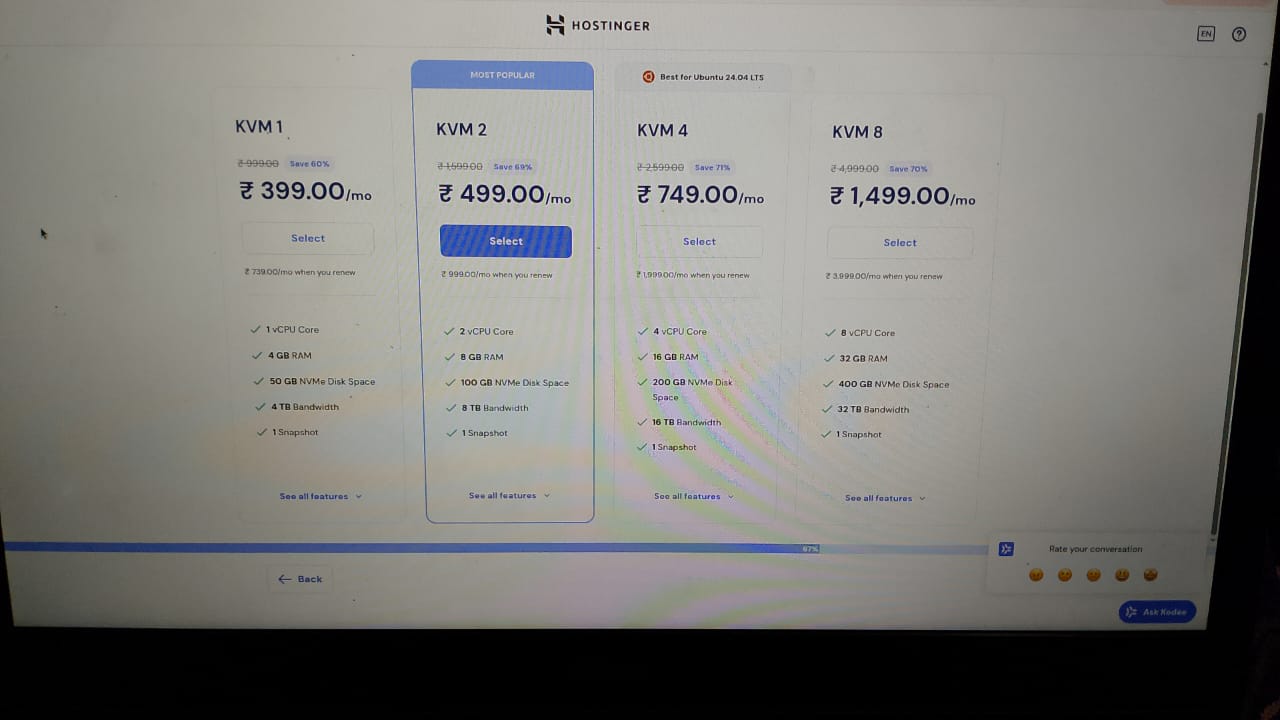 HOSTINGER
EN
MOST POPULAR
Best for Ubuntu 24.04 LTS
KVM 1
₹ 999.00 Save 60%
₹ 399.00/mo
Select
₹ 739.00/mo when you renew
1 vCPU Core
4 GB RAM
50 GB NVMe Disk Space
4 TB Bandwidth
1 Snapshot
See all features
KVM 2
₹ 1,599.00 Save 69%
₹ 499.00/mo
Select
₹ 999.00/mo when you renew
2 vCPU Core
8 GB RAM
100 GB NVMe Disk Space
8 TB Bandwidth
1 Snapshot
See all features
KVM 4
₹ 2,599.00 Save 71%
₹ 749.00/mo
Select
₹ 1,999.00/mo when you renew
4 vCPU Core
16 GB RAM
200 GB NVMe Disk
Space
16 TB Bandwidth
1 Snapshot
See all features
KVM 8
₹ 4,999.00 Save 70%
₹ 1,499.00/mo
Select
₹ 3,999.00/mo when you renew
8 vCPU Core
32 GB RAM
400 GB NVMe Disk Space
32 TB Bandwidth
1 Snapshot
See all features
67%
Rate your conversation
Back
Ask Kodee